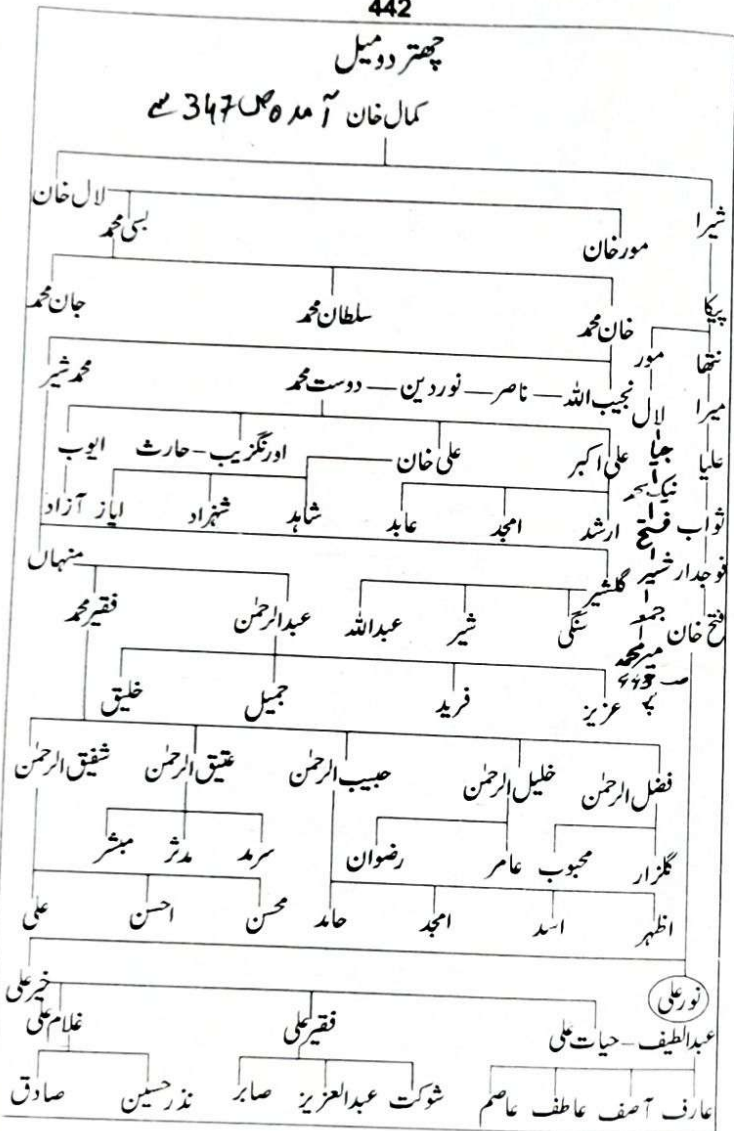 442
چھتر دو میل
کمال خان آمدہ ص 347 سے
شیرا لال خان
مور خان بسی محمد
پیکا خان محمد سلطان محمد جان محمد
نتھا مور
میرا لال نجیب اللہ – ناصر – نوردین – دوست محمد محمد شیر
علیا علی اکبر علی خان اورنگزیب – حارث ایوب
نیک محمد
ثواب فتح ارشد امجد عابد شاہد شہزاد ایاز آزاد
فوجدار شیر گلشیر منہاں
فتح خان جمعہ سنگی شیر عبداللہ عبدالرحمٰن فقیر محمد
میر محمد
ص 443 پر عزیز فرید جمیل خلیق
فضل الرحمٰن خلیل الرحمٰن حبیب الرحمٰن عتیق الرحمٰن شفیق الرحمٰن
گلزار محبوب عامر رضوان سرمد مدثر مبشر
اظہر اسد امجد حامد محسن احسن علی
نور علی خیر علی
عبدالطیف – حیات علی فقیر علی غلام علی
عارف آصف عاطف عاصم شوکت عبدالعزیز صابر نذر حسین صادق